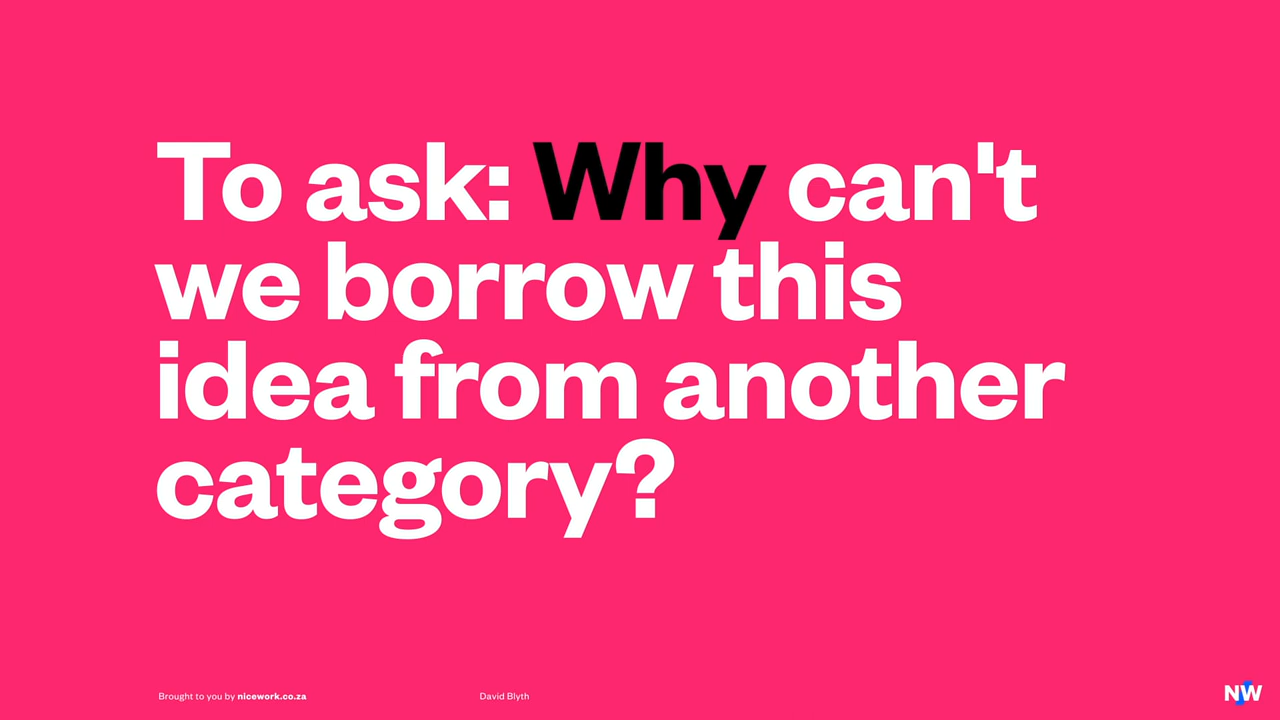 To ask: Why can't
we borrow this
idea from another
category?
Brought to you by nicework.co.za
David Blyth
NW